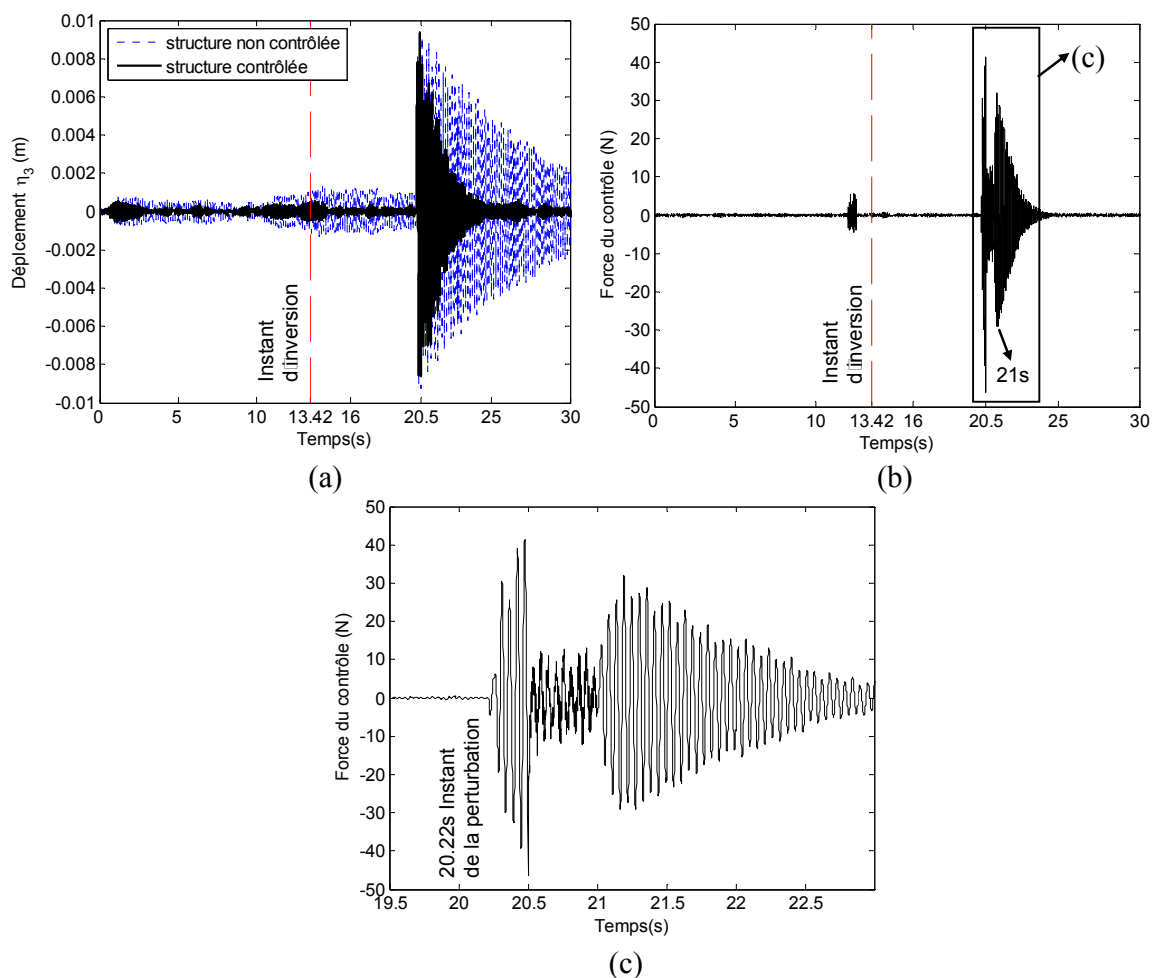 0.01
0.008
0.006
0.004
0.002
0
-0.002
-0.004
-0.006
-0.008
-0.01
Déplcement η3 (m)
structure non contrôlée
structure contrôlée
Instant
d□inversion
0 5 10 13.42 16 20.5 25 30
Temps(s)
(a)
50
40
30
20
10
0
-10
-20
-30
-40
-50
Force du contrôle (N)
(c)
Instant
d□inversion
21s
0 5 10 13.42 16 20.5 25 30
Temps(s)
(b)
50
40
30
20
10
0
-10
-20
-30
-40
-50
Force du contrôle (N)
20.22s Instant
de la perturbation
19.5 20 20.5 21 21.5 22 22.5
Temps(s)
(c)